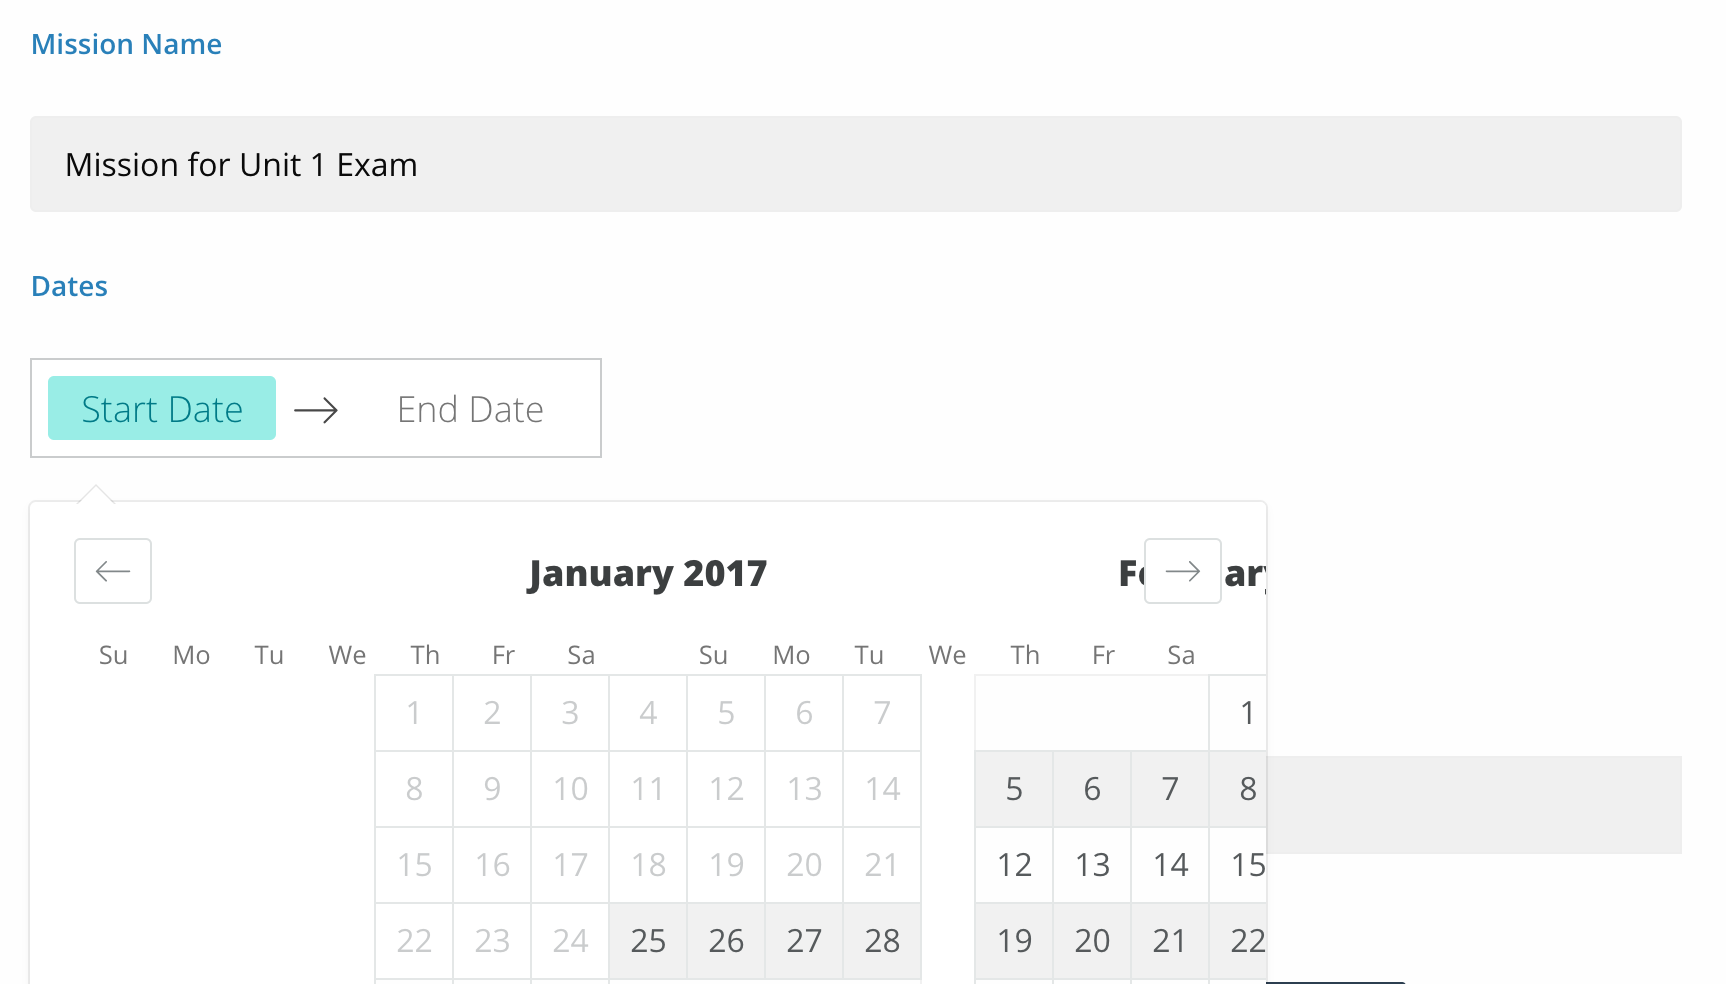 Mission Name
Mission for Unit 1 Exam
Dates
Start Date → End Date
January 2017
Su Mo Tu We Th Fr Sa Su Mo Tu We Th Fr Sa
1 2 3 4 5 6 7 1
8 9 10 11 12 13 14 5 6 7 8
15 16 17 18 19 20 21 12 13 14 15
22 23 24 25 26 27 28 19 20 21 22